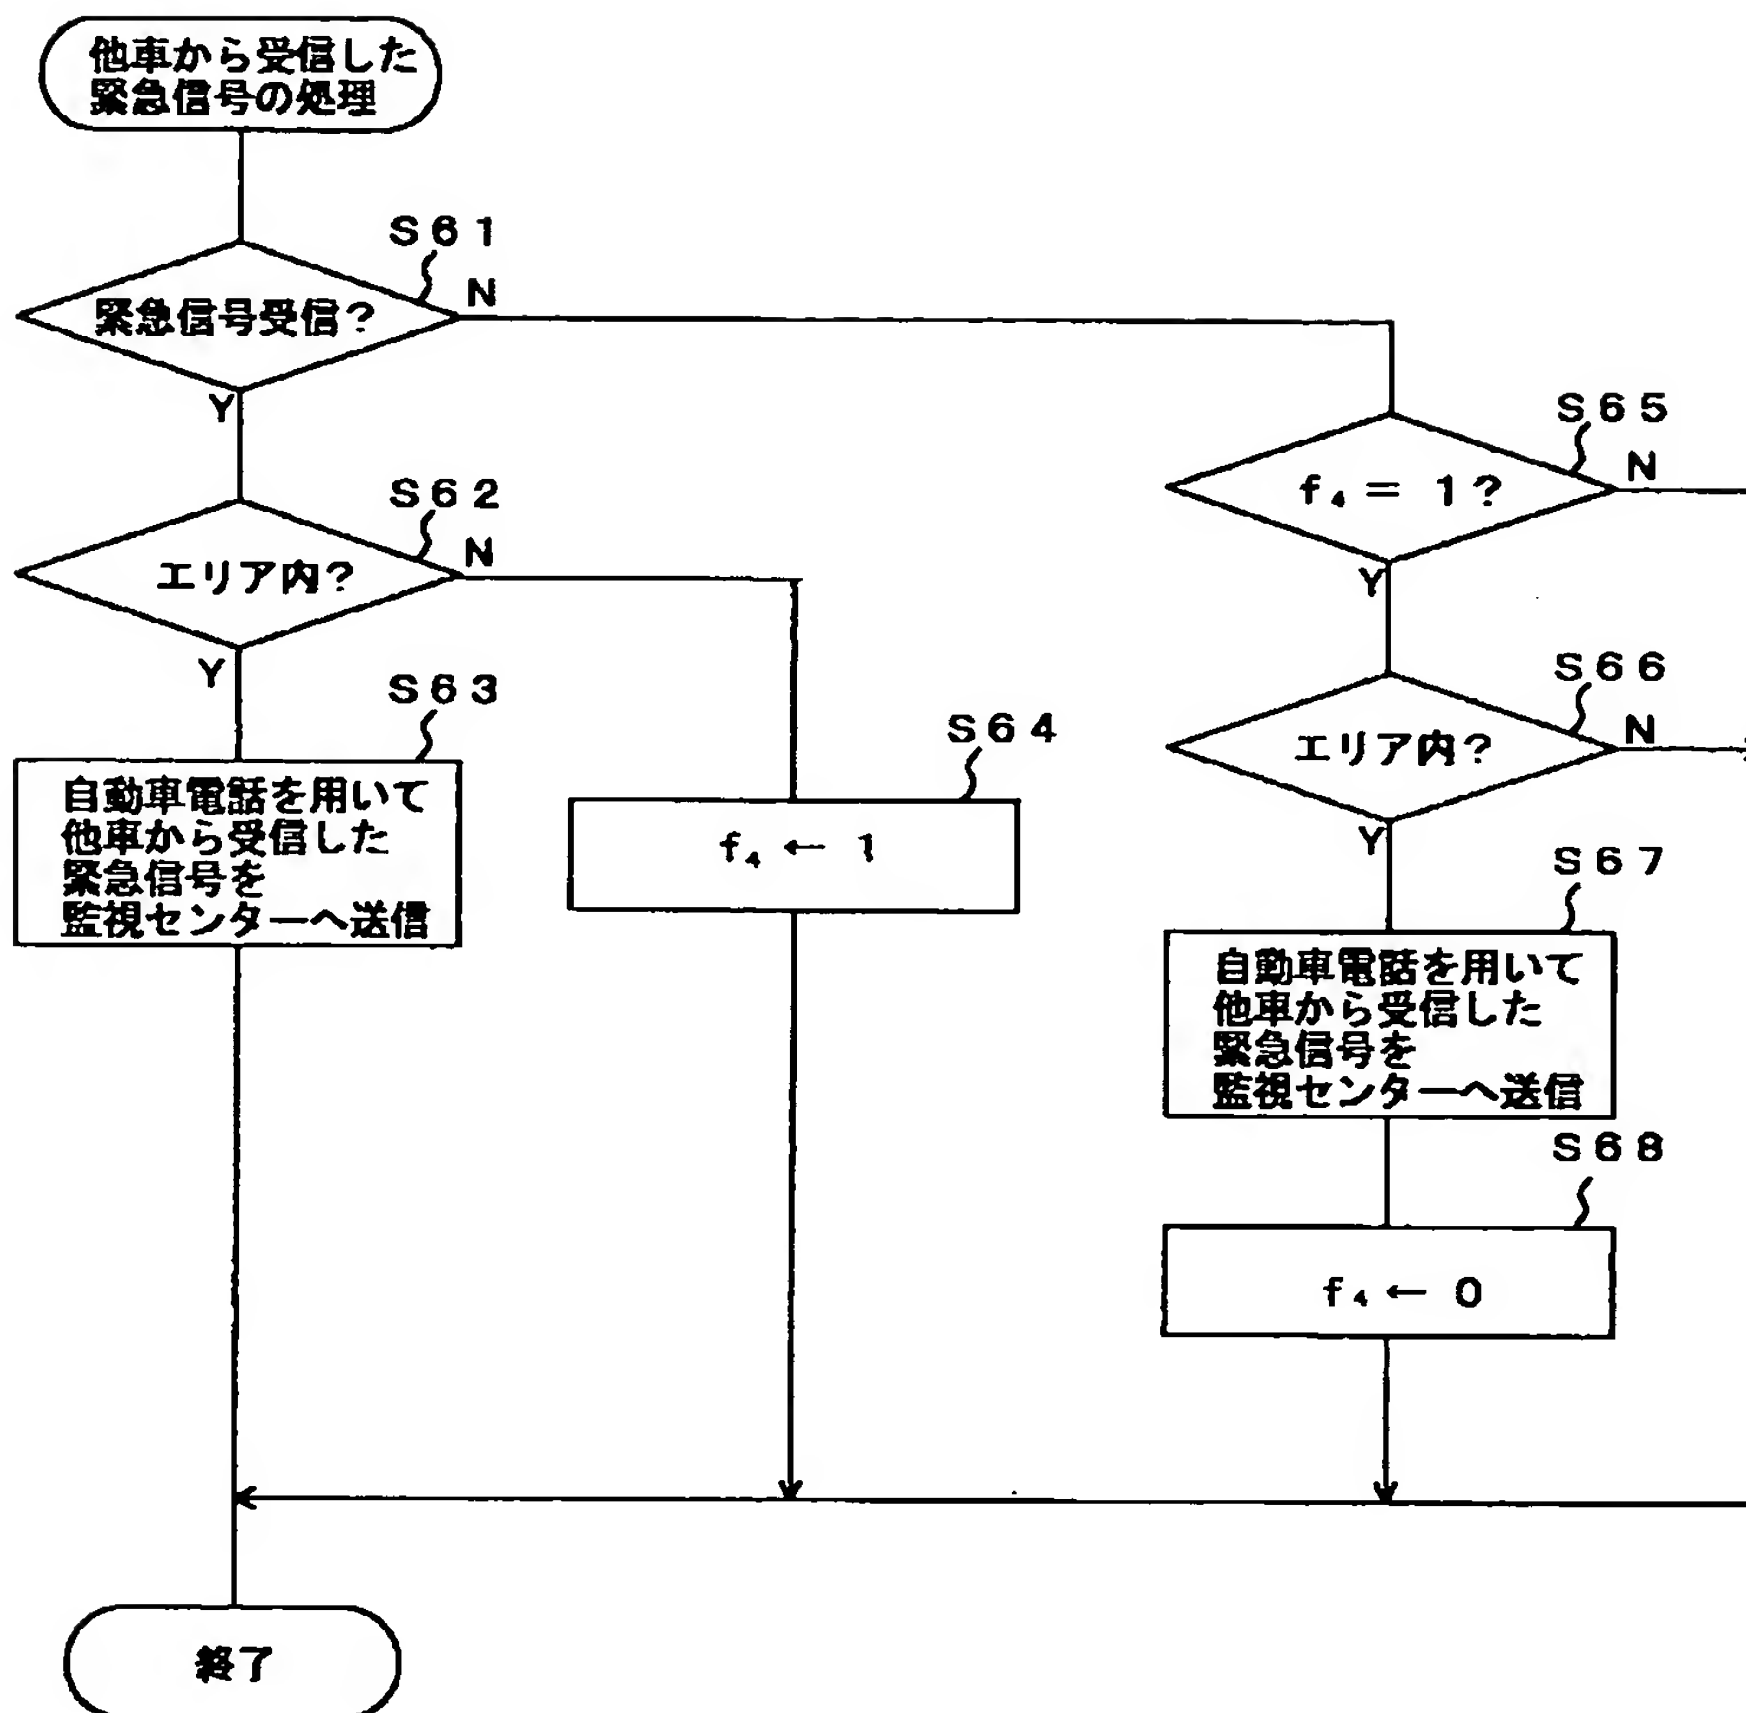 他車から受信した
緊急信号の処理
S61
緊急信号受信?
N
Y
S62
エリア内?
N
Y
S63
自動車電話を用いて
他車から受信した
緊急信号を
監視センターへ送信
S64
f₄ ← 1
S65
f₄ = 1?
N
Y
S66
エリア内?
N
Y
S67
自動車電話を用いて
他車から受信した
緊急信号を
監視センターへ送信
S68
f₄ ← 0
終了